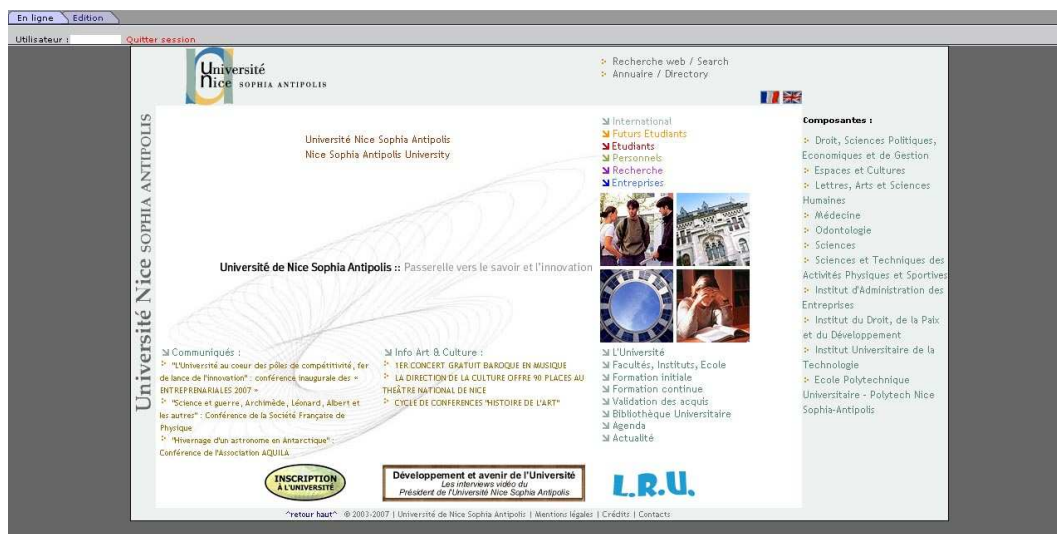 En ligne
Edition
Utilisateur :
Quitter session
Université
Nice SOPHIA ANTIPOLIS
Recherche web / Search
Annuaire / Directory
Université Nice SOPHIA ANTIPOLIS
Université Nice Sophia Antipolis
Nice Sophia Antipolis University
International
Futurs Etudiants
Etudiants
Personnels
Recherche
Entreprises
Université de Nice Sophia Antipolis :: Passerelle vers le savoir et l'innovation
Communiqués :
"L'Université au coeur des pôles de compétitivité, fer
de lance de l'innovation" : conférence inaugurale des «
ENTREPRENARIALES 2007 »
"Science et guerre, Archimède, Léonard, Albert et
les autres" : Conférence de la Société Française de
Physique
"Hivernage d'un astronome en Antarctique" :
Conférence de l'Association AQUILA
Info Art & Culture :
1ER CONCERT GRATUIT BAROQUE EN MUSIQUE
LA DIRECTION DE LA CULTURE OFFRE 90 PLACES AU
THEÂTRE NATIONAL DE NICE
CYCLE DE CONFERENCES "HISTOIRE DE L'ART"
L'Université
Facultés, Instituts, Ecole
Formation initiale
Formation continue
Validation des acquis
Bibliothèque Universitaire
Agenda
Actualité
Composantes :
Droit, Sciences Politiques,
Economiques et de Gestion
Espaces et Cultures
Lettres, Arts et Sciences
Humaines
Médecine
Odontologie
Sciences
Sciences et Techniques des
Activités Physiques et Sportives
Institut d'Administration des
Entreprises
Institut du Droit, de la Paix
et du Développement
Institut Universitaire de la
Technologie
Ecole Polytechnique
Universitaire - Polytech Nice
Sophia-Antipolis
INSCRIPTION
À L'UNIVERSITÉ
Développement et avenir de l'Université
Les interviews vidéo du
Président de l'Université Nice Sophia Antipolis
L.R.U.
^retour haut^ © 2003-2007 | Université de Nice Sophia Antipolis | Mentions légales | Crédits | Contacts